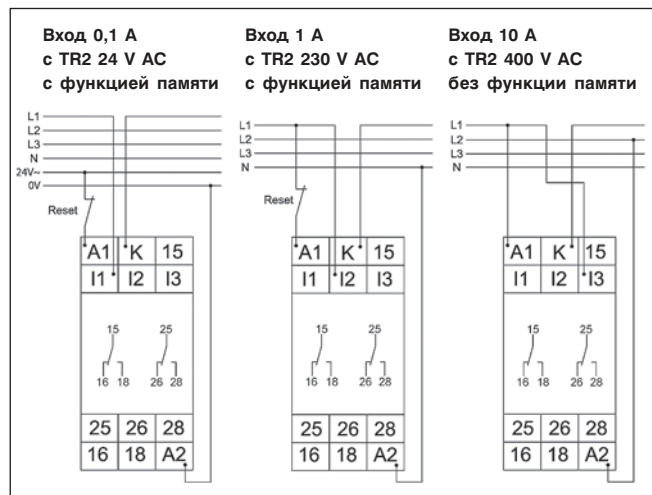 Вход 0,1 А
с TR2 24 V AC
с функцией памяти
L1
L2
L3
N
24V~
0V
Reset
A1 K 15
I1 I2 I3
15 25
16 18 26 28
25 26 28
16 18 A2
Вход 1 А
с TR2 230 V AC
с функцией памяти
L1
L2
L3
N
Reset
A1 K 15
I1 I2 I3
15 25
16 18 26 28
25 26 28
16 18 A2
Вход 10 А
с TR2 400 V AC
без функции памяти
L1
L2
L3
N
A1 K 15
I1 I2 I3
15 25
16 18 26 28
25 26 28
16 18 A2